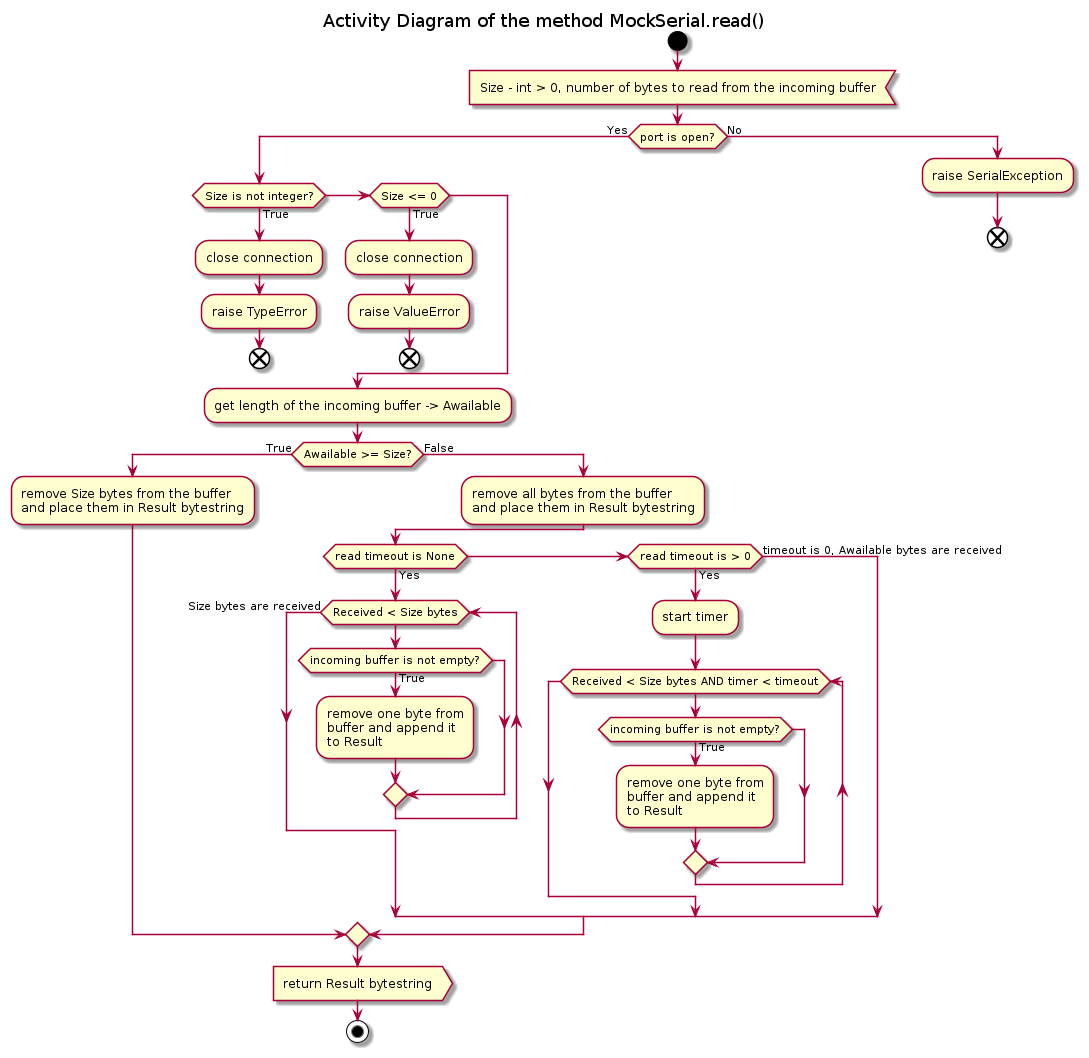 Activity Diagram of the method MockSerial.read()
Size - int > 0, number of bytes to read from the incoming buffer
Yes
port is open?
No
raise SerialException
Size is not integer?
True
Size <= 0
True
close connection
close connection
raise TypeError
raise ValueError
get length of the incoming buffer -> Available
True
Available >= Size?
False
remove Size bytes from the buffer
and place them in Result bytestring
remove all bytes from the buffer
and place them in Result bytestring
read timeout is None
Yes
read timeout is > 0
Yes
timeout is 0, Available bytes are received
Size bytes are received
Received < Size bytes
incoming buffer is not empty?
True
remove one byte from
buffer and append it
to Result
start timer
Received < Size bytes AND timer < timeout
incoming buffer is not empty?
True
remove one byte from
buffer and append it
to Result
return Result bytestring